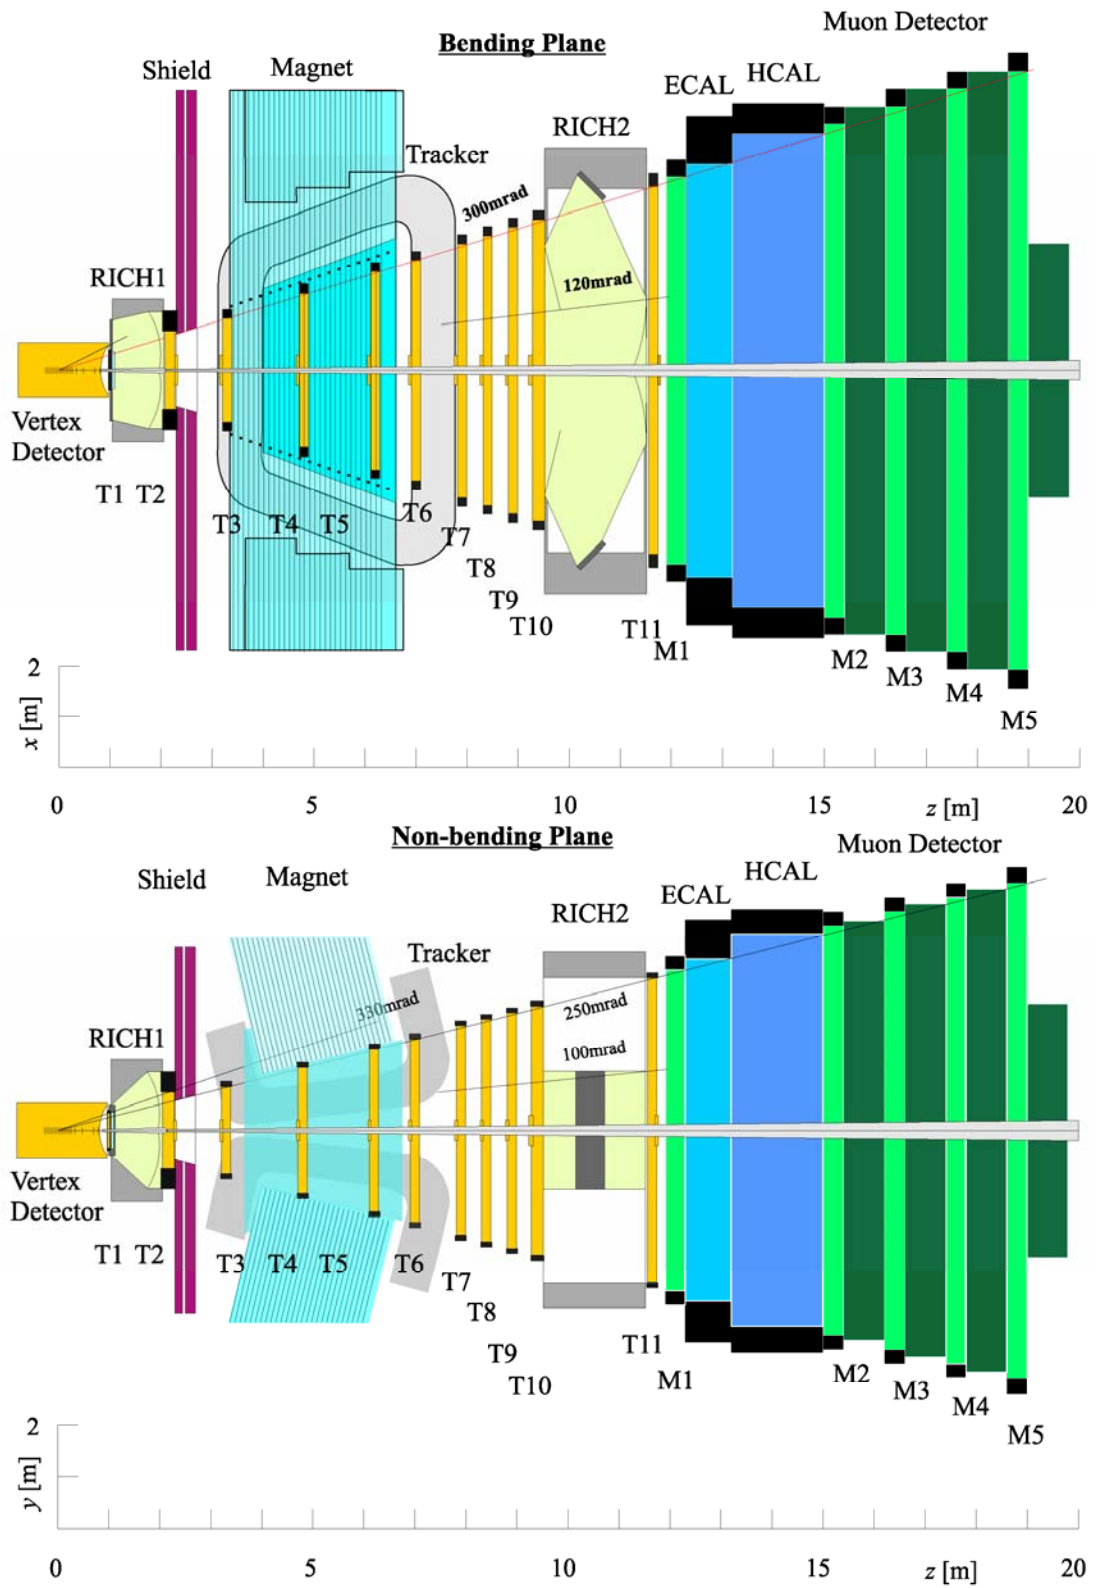 Muon Detector
Bending Plane
Shield
Magnet
HCAL
ECAL
RICH2
Tracker
300mrad
RICH1
120mrad
Vertex
Detector
T1 T2
T3 T4 T5 T6
T7
T8
T9
T10
T11
M1
M2
M3
M4
M5
2
x [m]
0 5 10 15 z [m] 20
Non-bending Plane
Muon Detector
Shield
Magnet
HCAL
ECAL
RICH2
Tracker
330mrad
250mrad
RICH1
100mrad
Vertex
Detector
T1 T2
T3 T4 T5 T6
T7
T8
T9
T10
T11
M1
M2
M3
M4
M5
2
y [m]
0 5 10 15 z [m] 20